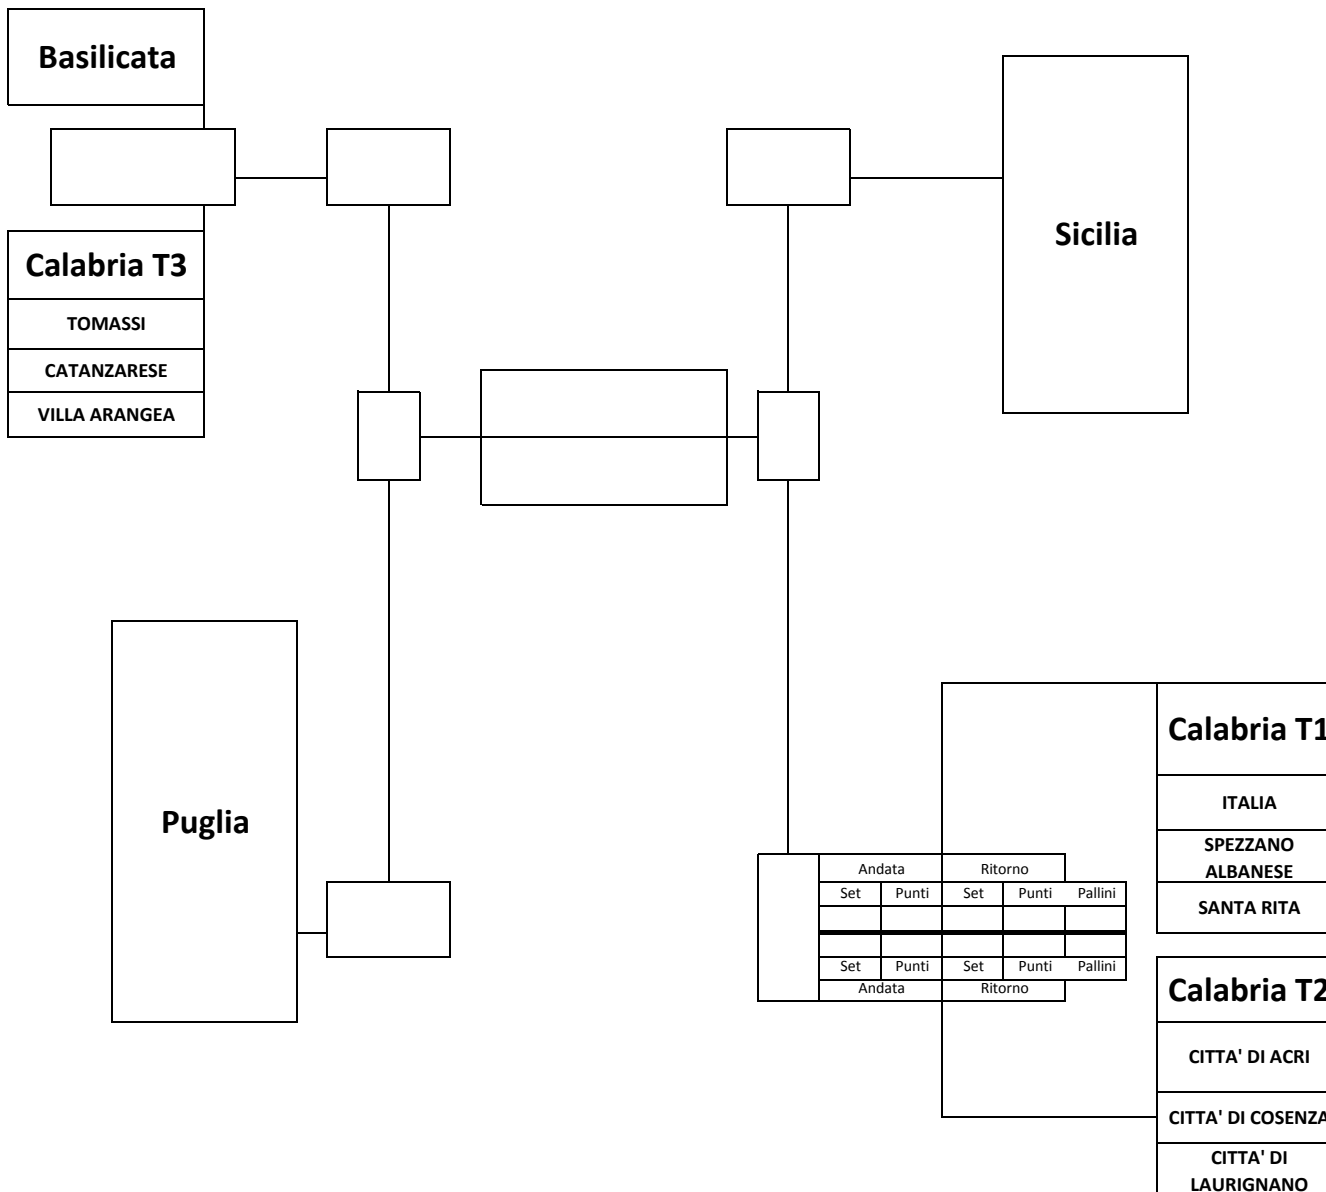 Basilicata
Sicilia
Calabria T3
TOMASSI
CATANZARESE
VILLA ARANGEA
Puglia
Calabria T1
ITALIA
SPEZZANO
ALBANESE
SANTA RITA
Andata Ritorno
Set Punti Set Punti Pallini
Set Punti Set Punti Pallini
Andata Ritorno
Calabria T2
CITTA' DI ACRI
CITTA' DI COSENZA
CITTA' DI
LAURIGNANO